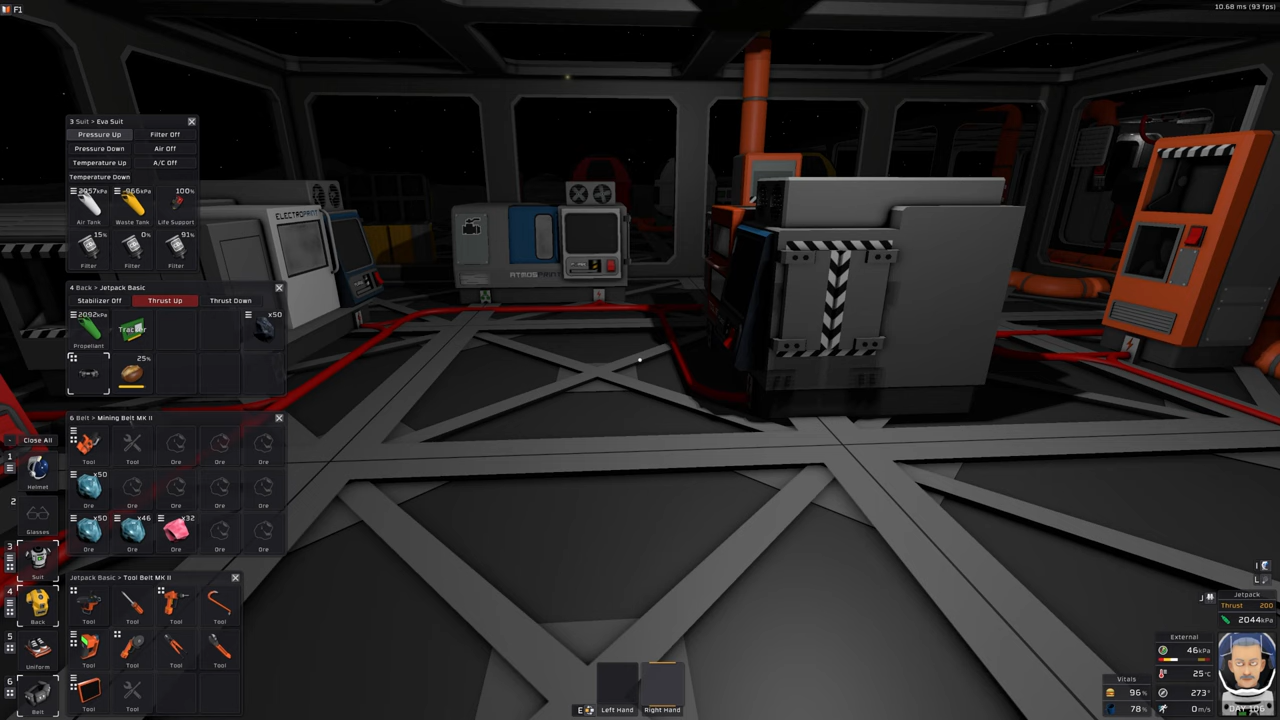 F1
10.68 ms (93 fps)
3 Suit > Eva Suit
Pressure Up Filter Off
Pressure Down Air Off
Temperature Up A/C Off
Temperature Down
100%
Air Tank Waste Tank Life Support
15% 0% 91%
Filter Filter Filter
4 Back > Jetpack Basic
Stabilizer Off Thrust Up Thrust Down
2092kPa x50
Tracker
Propellant
25%
6 Belt > Mining Belt MK II
Tool Tool Ore Ore Ore
x50
Ore Ore Ore Ore Ore
x50 x46 x32
Ore Ore Ore Ore Ore
Jetpack Basic > Tool Belt MK II
Tool Tool Tool Tool
Tool Tool Tool Tool
Tool Tool
Close All
1
Helmet
2
Glasses
3
Suit
4
Back
5
Uniform
6
Belt
ELECTROPRINT
ATMOSPRINT
E
Left Hand Right Hand
I
L
J
Jetpack
Thrust 200
2044kPa
External
46kPa
25°C
273°
0m/s
Vitals
96%
78%
DAY 106